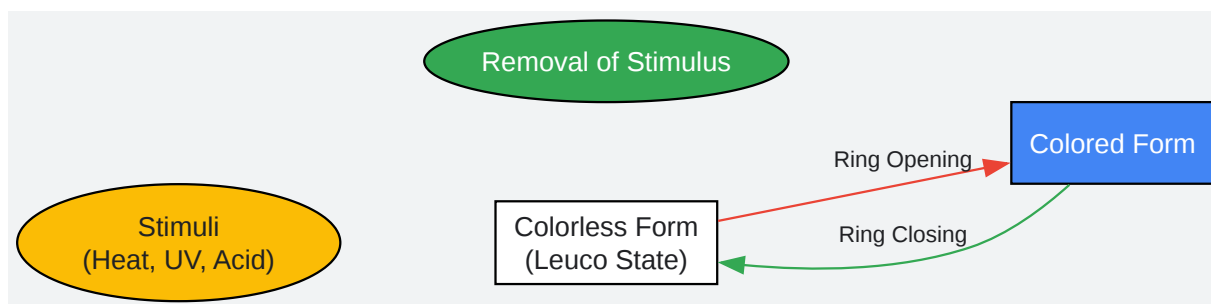 Removal of Stimulus
Colored Form
Ring Opening
Stimuli
(Heat, UV, Acid)
Colorless Form
(Leuco State)
Ring Closing